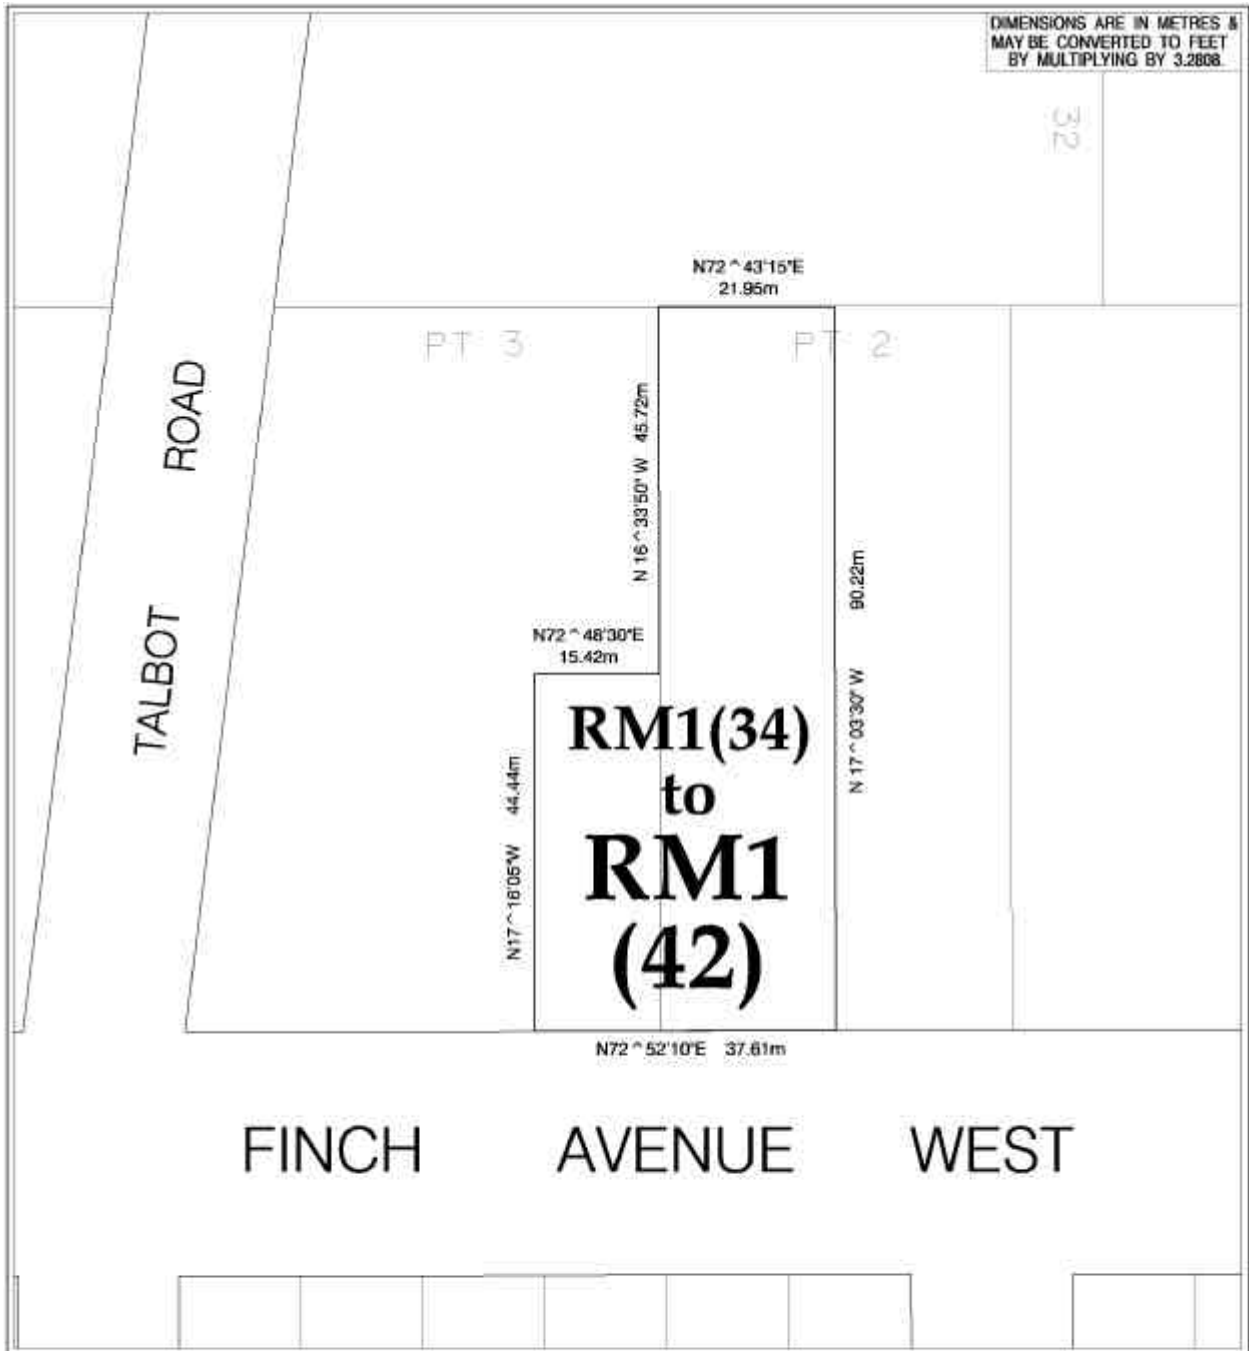 DIMENSIONS ARE IN METRES &
MAY BE CONVERTED TO FEET
BY MULTIPLYING BY 3.2808.
32
N72^43'15"E
21.95m
PT 3
PT 2
TALBOT ROAD
N 16^33'50" W 45.72m
N 17^03'30" W 90.22m
N72^48'30"E
15.42m
N17^16'05"W 44.44m
RM1(34)
to
RM1
(42)
N72^52'10"E 37.61m
FINCH AVENUE WEST